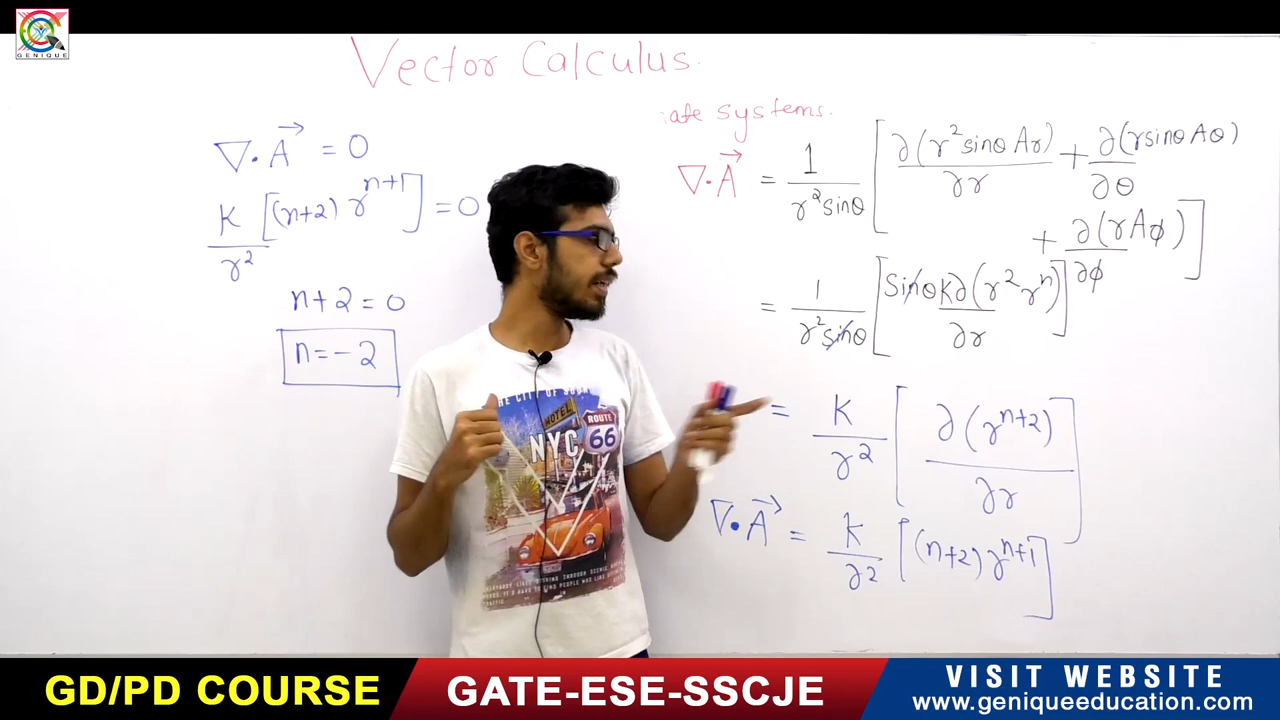 GENIQUE
Vector Calculus.
∇·A⃗ = 0
K/r² [(n+2) r^(n+1)] = 0
n+2 = 0
n = -2
ate systems.
∇·A⃗ = 1/(r² sinθ) [∂(r² sinθ Ar)/∂r + ∂(r sinθ Aθ)/∂θ
+ ∂(r Aϕ)/∂ϕ]
= 1/(r² sinθ) [sinθ K ∂(r² rⁿ)/∂r]
= K/r² [∂(r^(n+2))/∂r]
∇·A⃗ = K/r² [(n+2) r^(n+1)]
HOTEL
ROUTE
66
NYC
GD/PD COURSE
GATE-ESE-SSCJE
VISIT WEBSITE
www.geniqueeducation.com